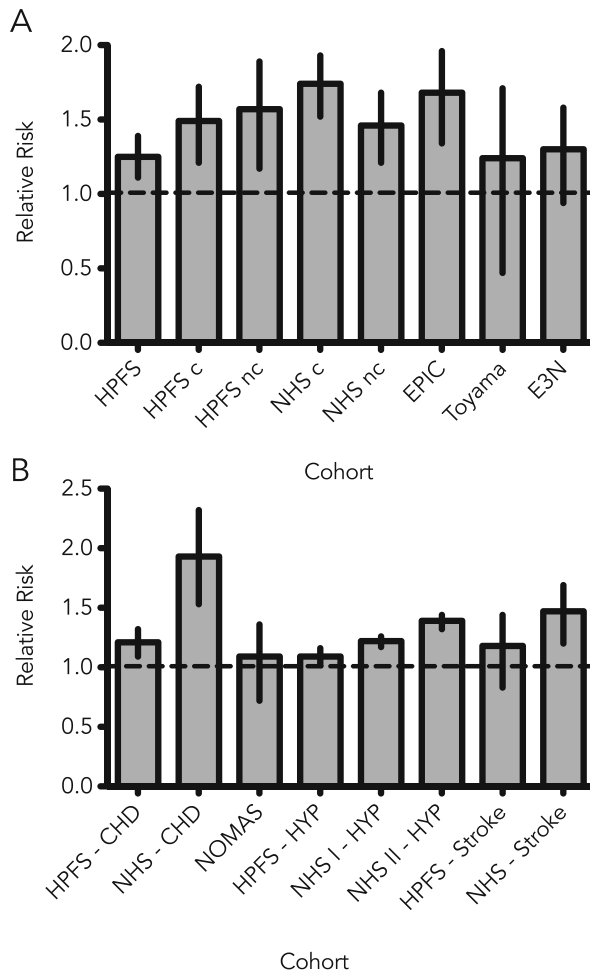 A
Relative Risk
2.0
1.5
1.0
0.5
0.0
HPFS
HPFS c
HPFS nc
NHS c
NHS nc
EPIC
Toyama
E3N
Cohort
B
Relative Risk
2.5
2.0
1.5
1.0
0.5
0.0
HPFS - CHD
NHS - CHD
NOMAS
HPFS - HYP
NHS I - HYP
NHS II - HYP
HPFS - Stroke
NHS - Stroke
Cohort